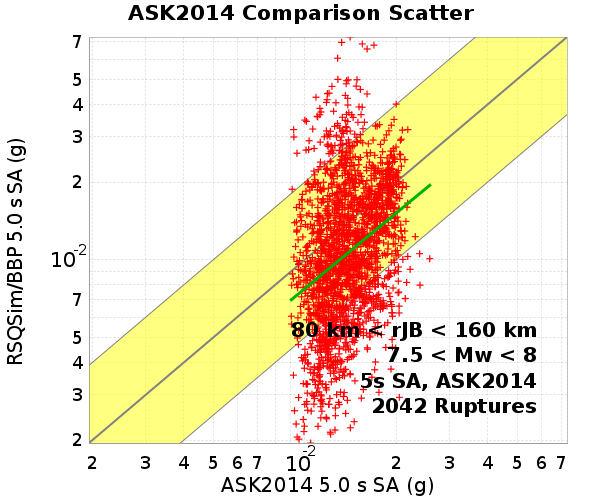 ASK2014 Comparison Scatter
RSQSim/BBP 5.0 s SA (g)
7
5
4
3
2
10-2
7
5
4
3
2
80 km < rJB < 160 km
7.5 < Mw < 8
5s SA, ASK2014
2042 Ruptures
2 3 4 5 6 7 10-2 2 3 4 5 6 7
ASK2014 5.0 s SA (g)